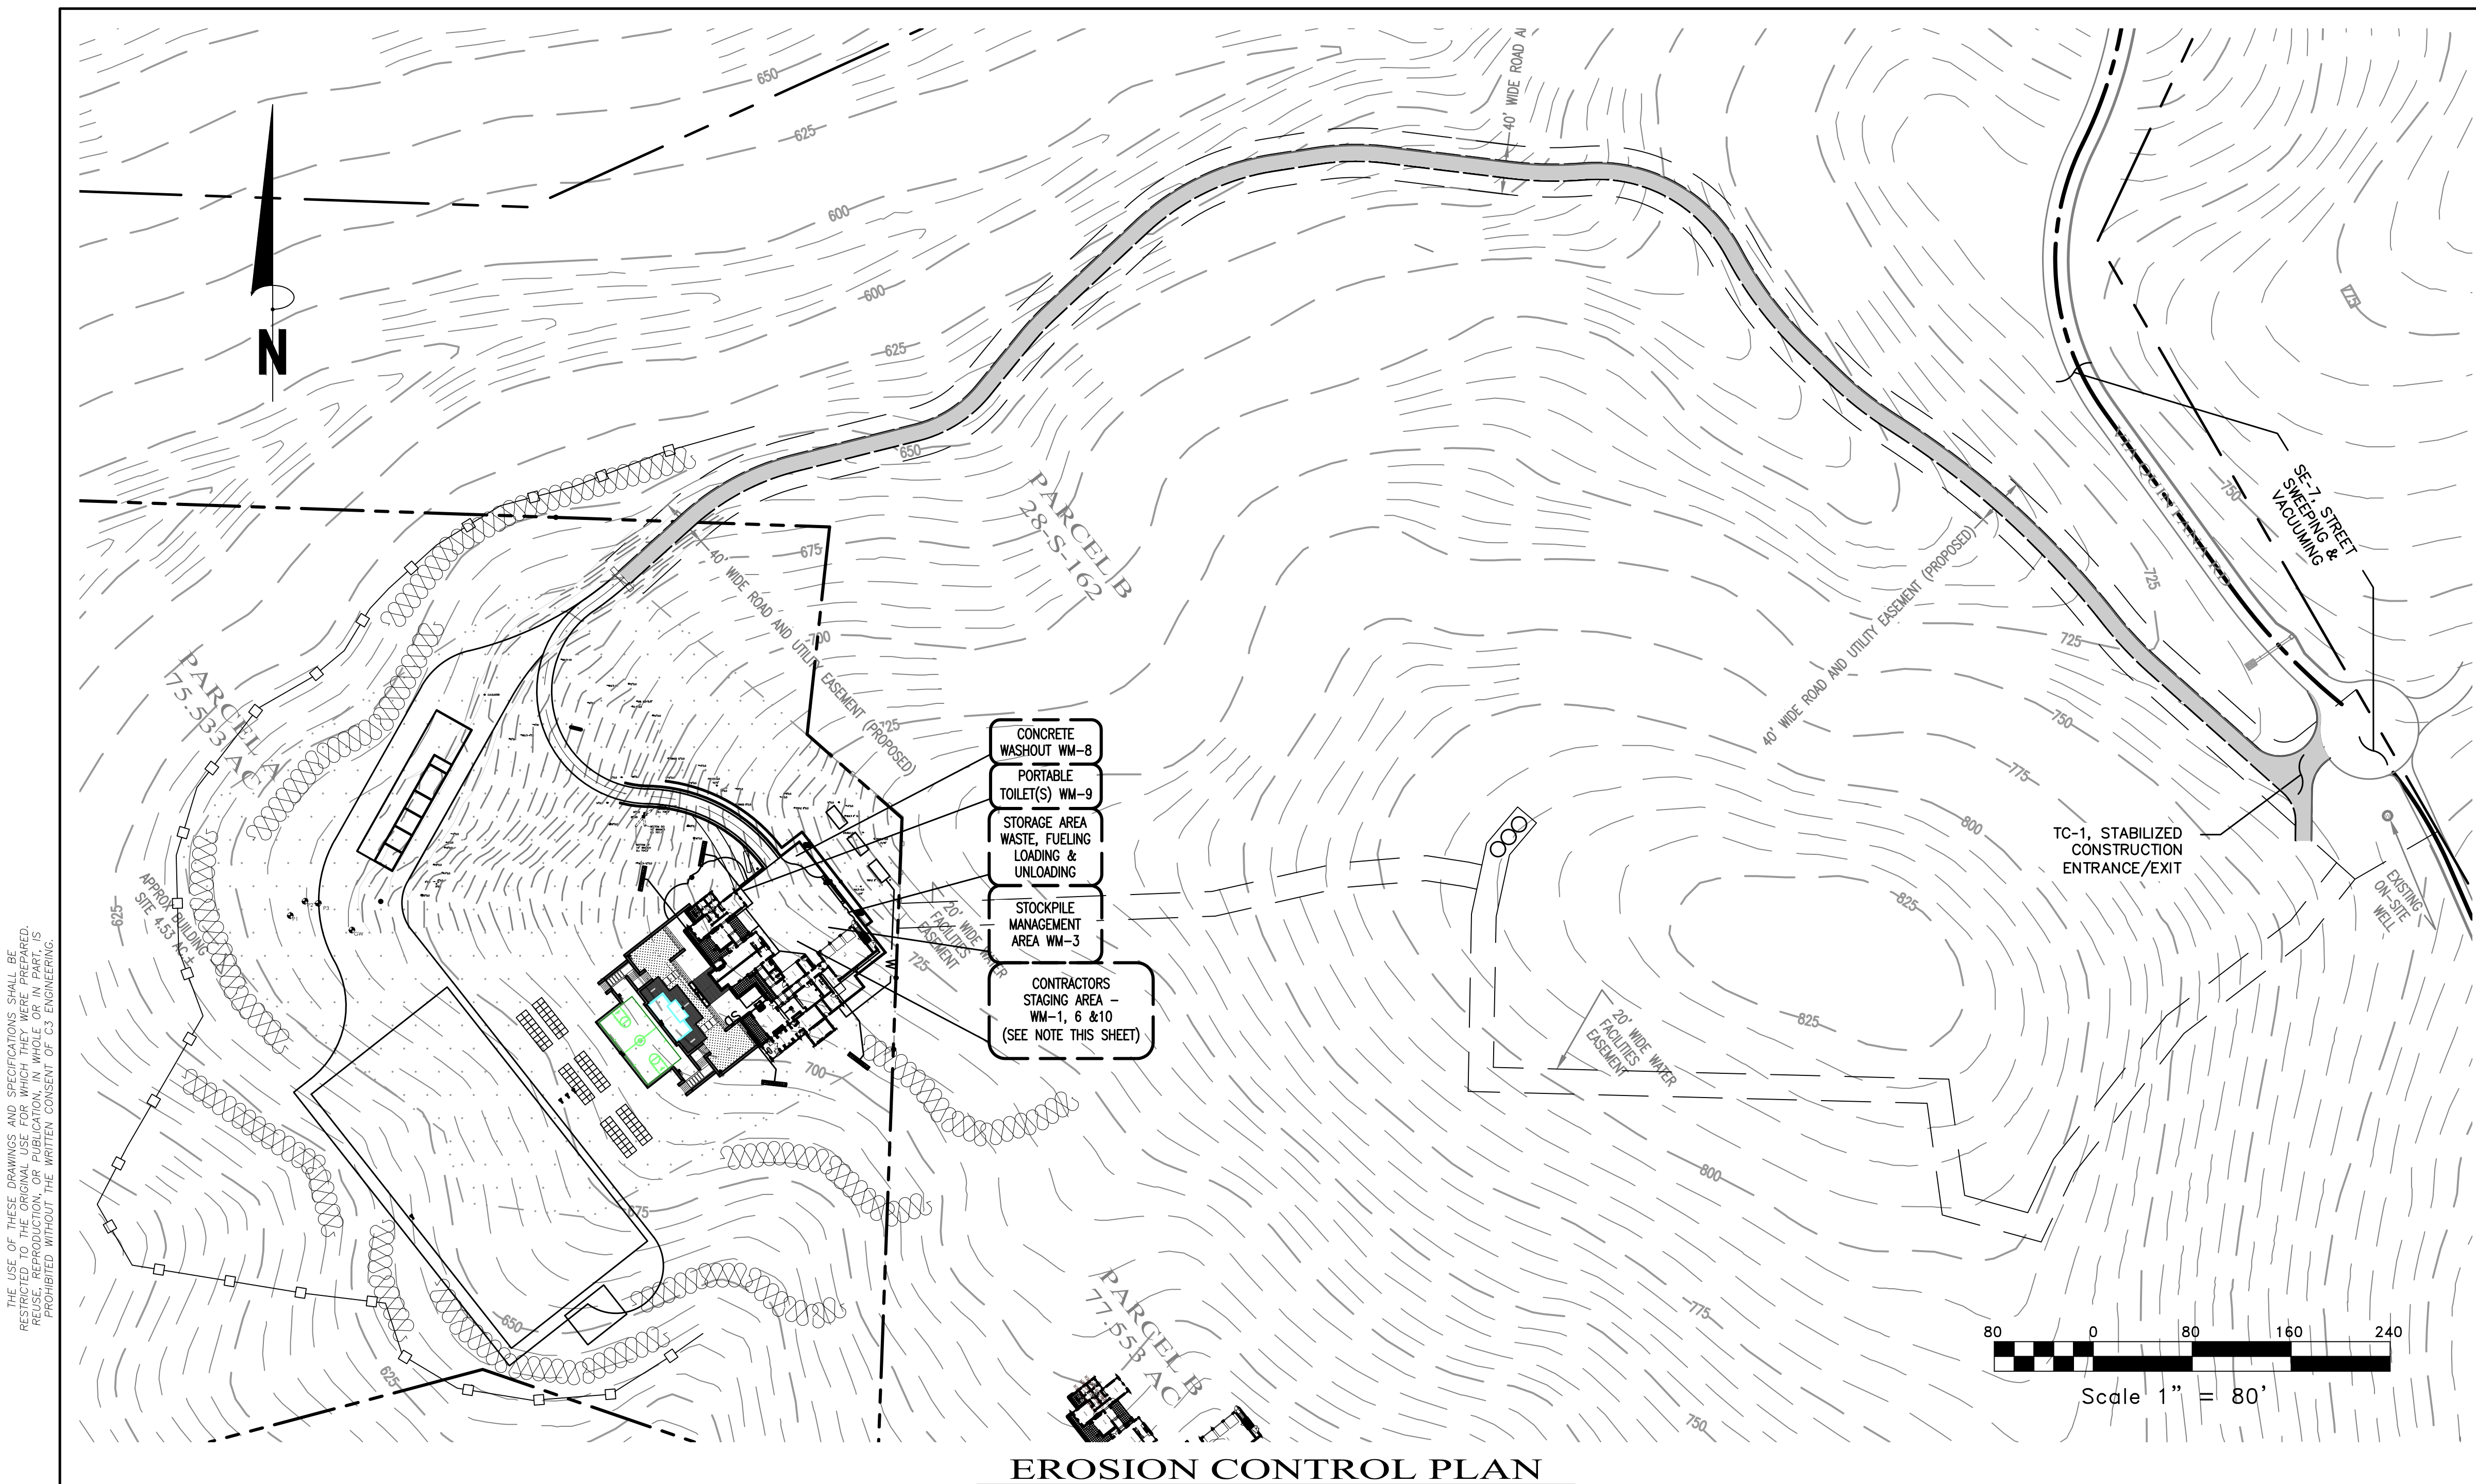 650
625
600
600
625
650
40' WIDE ROAD A
775
N
PARCEL B
28-S-162
675
700
725
40' WIDE ROAD AND UTILITY EASEMENT (PROPOSED)
40' WIDE ROAD AND UTILITY EASEMENT (PROPOSED)
SE-7, STREET
SWEEPING &
VACUUMING
750
725
725
750
775
800
825
825
800
775
750
PARCEL A
75.533 AC
APPROX BUILDING
SITE 4.53 AC±
625
CONCRETE
WASHOUT WM-8
PORTABLE
TOILET(S) WM-9
STORAGE AREA
WASTE, FUELING
LOADING &
UNLOADING
STOCKPILE
MANAGEMENT
AREA WM-3
CONTRACTORS
STAGING AREA -
WM-1, 6 &10
(SEE NOTE THIS SHEET)
20' WIDE WATER
FACILITIES
EASEMENT
725
W
SD
700
675
650
625
20' WIDE WATER
FACILITIES
EASEMENT
TC-1, STABILIZED
CONSTRUCTION
ENTRANCE/EXIT
EXISTING
ON-SITE
WELL
PARCEL B
77.553 AC
80 0 80 160 240
Scale 1" = 80'
THE USE OF THESE DRAWINGS AND SPECIFICATIONS SHALL BE
RESTRICTED TO THE ORIGINAL USE FOR WHICH THEY WERE PREPARED.
REUSE, REPRODUCTION, OR PUBLICATION, IN WHOLE OR IN PART, IS
PROHIBITED WITHOUT THE WRITTEN CONSENT OF C3 ENGINEERING.
EROSION CONTROL PLAN